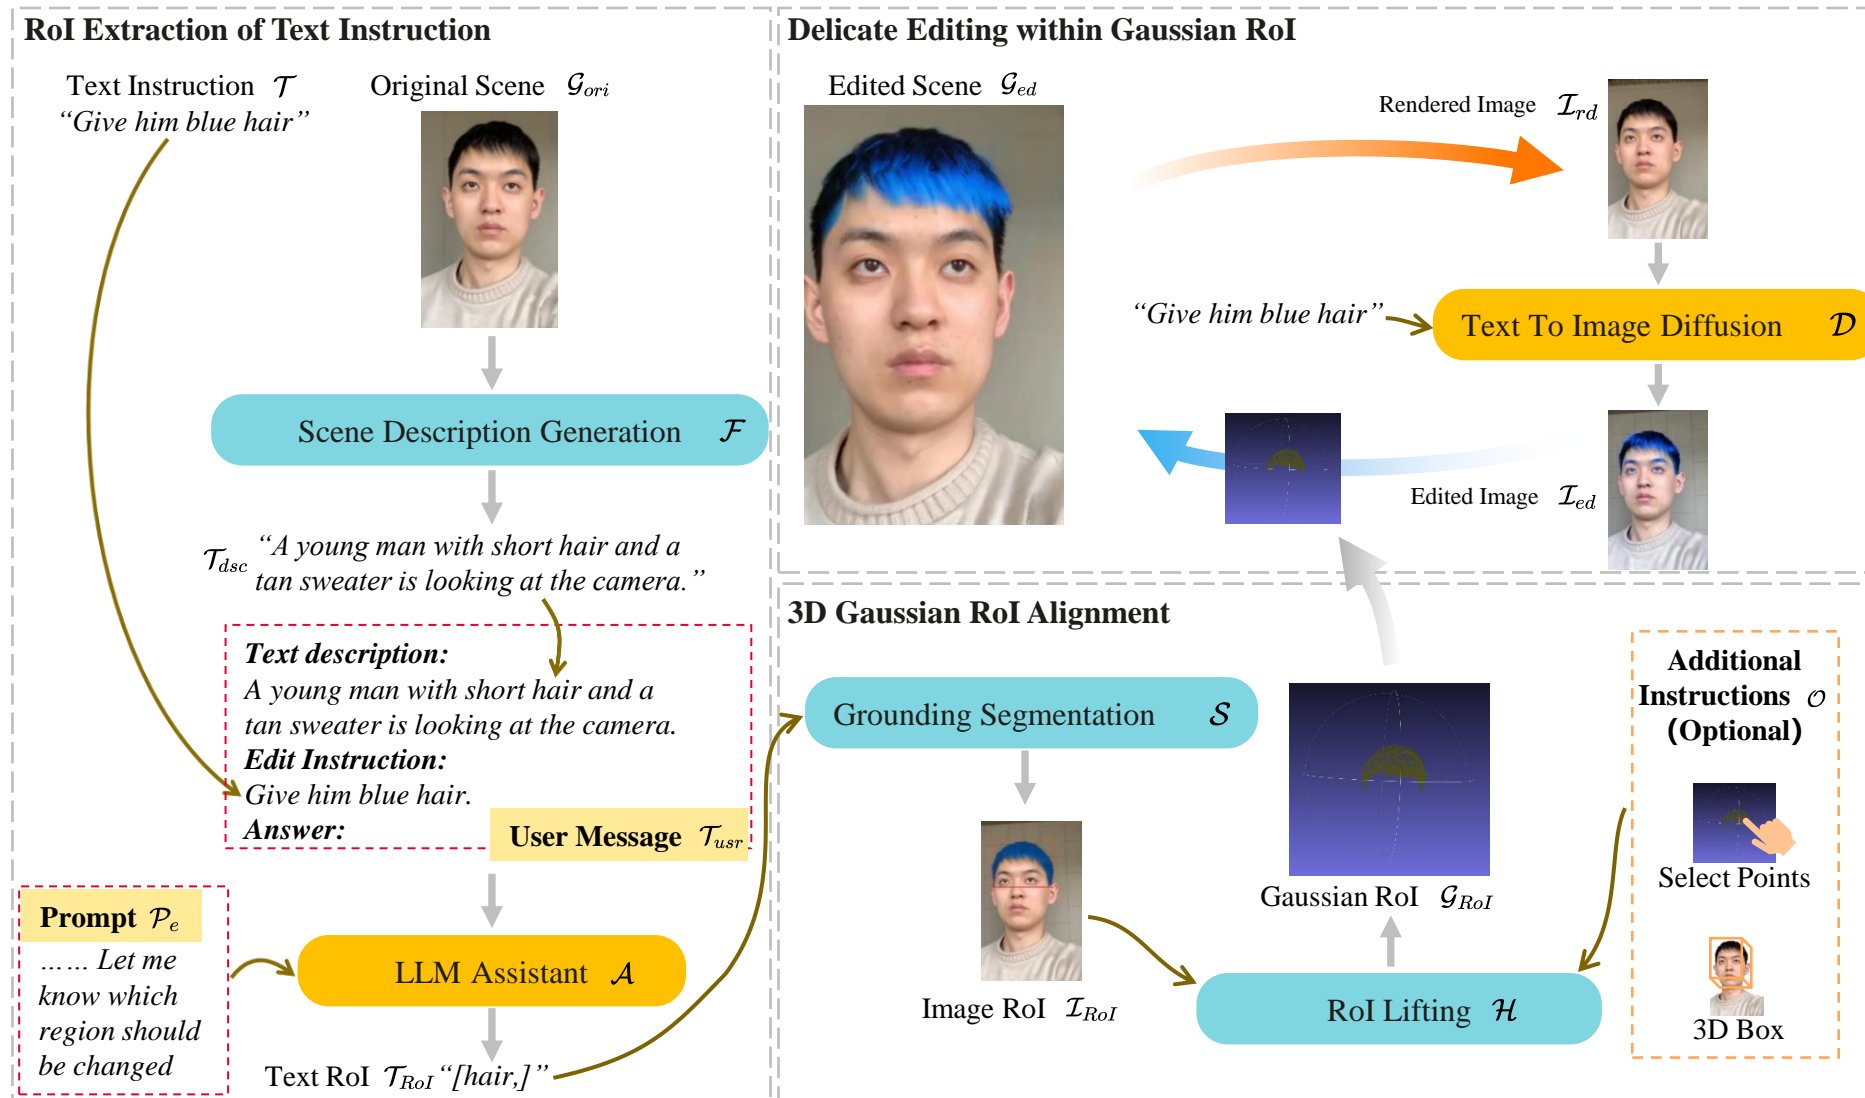 RoI Extraction of Text Instruction
Text Instruction 𝒯
“Give him blue hair”
Original Scene 𝒢ori
Scene Description Generation ℱ
𝒯dsc “A young man with short hair and a
tan sweater is looking at the camera.”
Text description:
A young man with short hair and a
tan sweater is looking at the camera.
Edit Instruction:
Give him blue hair.
Answer:
User Message 𝒯usr
Prompt 𝒫e
…… Let me
know which
region should
be changed
LLM Assistant 𝒜
Text RoI 𝒯RoI “[hair,]”
Delicate Editing within Gaussian RoI
Edited Scene 𝒢ed
Rendered Image ℐrd
“Give him blue hair”
Text To Image Diffusion 𝒟
Edited Image ℐed
3D Gaussian RoI Alignment
Grounding Segmentation 𝒮
Image RoI ℐRoI
Gaussian RoI 𝒢RoI
RoI Lifting ℋ
Additional
Instructions 𝒪
(Optional)
Select Points
3D Box